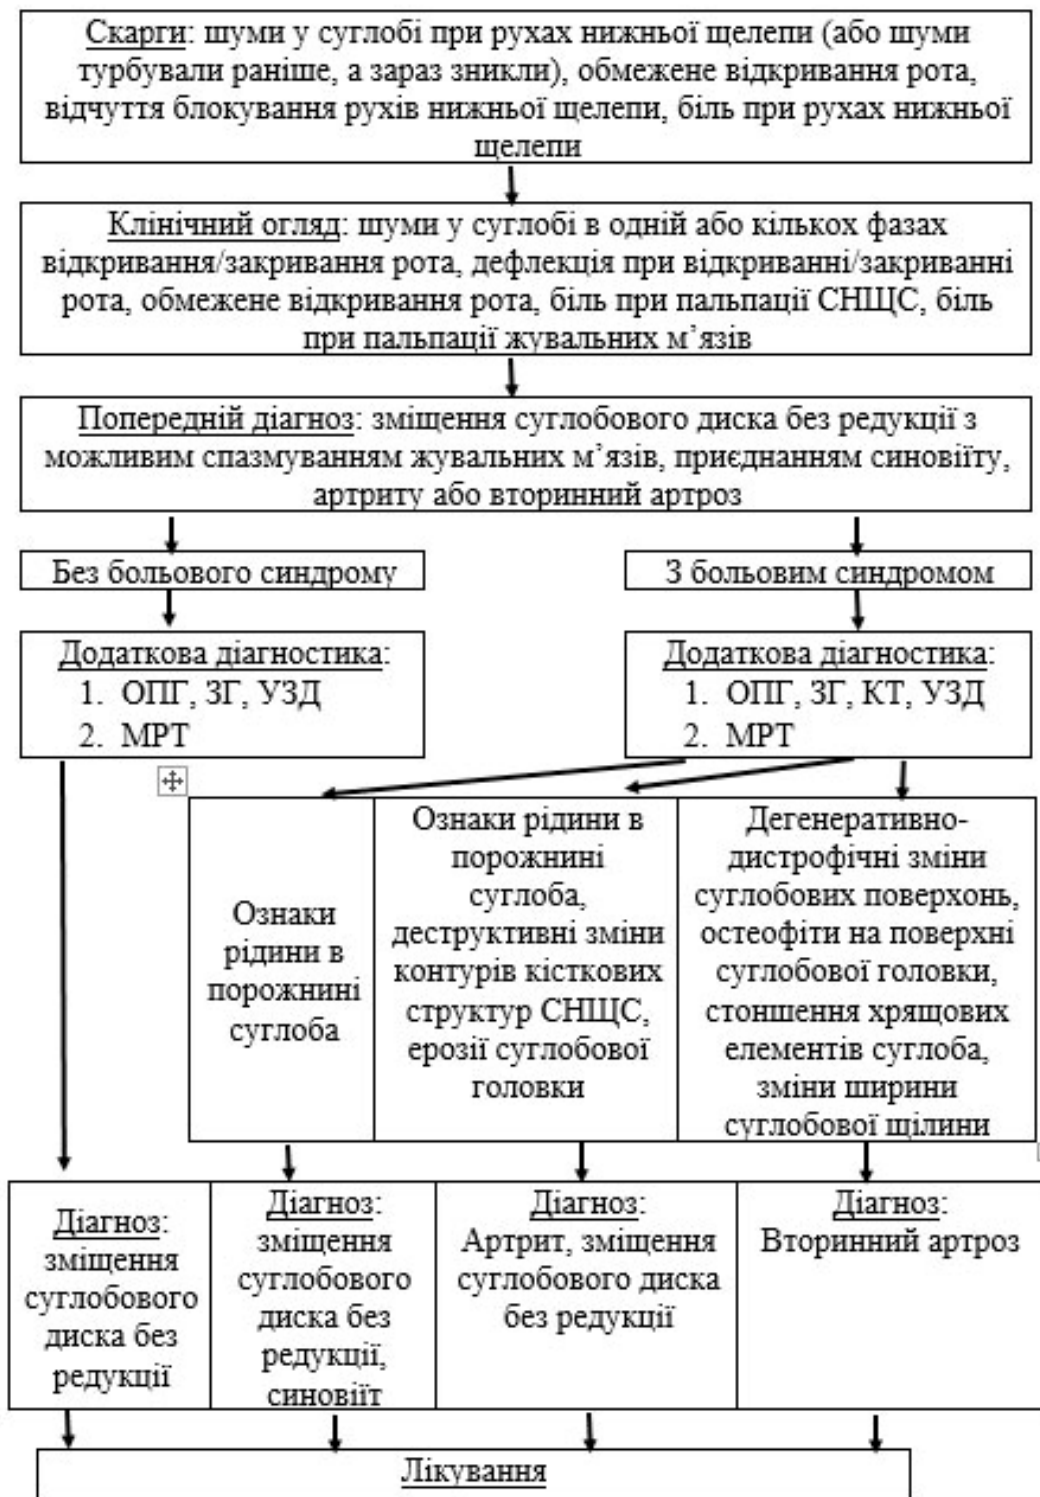 Скарги: шуми у суглобі при рухах нижньої щелепи (або шуми
турбували раніше, а зараз зникли), обмежене відкривання рота,
відчуття блокування рухів нижньої щелепи, біль при рухах нижньої
щелепи
Клінічний огляд: шуми у суглобі в одній або кількох фазах
відкривання/закривання рота, дефлекція при відкриванні/закриванні
рота, обмежене відкривання рота, біль при пальпації СНЩС, біль
при пальпації жувальних м’язів
Попередній діагноз: зміщення суглобового диска без редукції з
можливим спазмуванням жувальних м’язів, приєднанням синовіїту,
артриту або вторинний артроз
Без больового синдрому
З больовим синдромом
Додаткова діагностика:
1. ОПГ, ЗГ, УЗД
2. МРТ
Додаткова діагностика:
1. ОПГ, ЗГ, КТ, УЗД
2. МРТ
Ознаки
рідини в
порожнині
суглоба
Ознаки рідини в
порожнині
суглоба,
деструктивні зміни
контурів кісткових
структур СНЩС,
ерозії суглобової
головки
Дегенеративно-
дистрофічні зміни
суглобових поверхонь,
остеофіти на поверхні
суглобової головки,
стоншення хрящових
елементів суглоба,
зміни ширини
суглобової щілини
Діагноз:
зміщення
суглобового
диска без
редукції
Діагноз:
зміщення
суглобового
диска без
редукції,
синовіїт
Діагноз:
Артрит, зміщення
суглобового диска
без редукції
Діагноз:
Вторинний артроз
Лікування